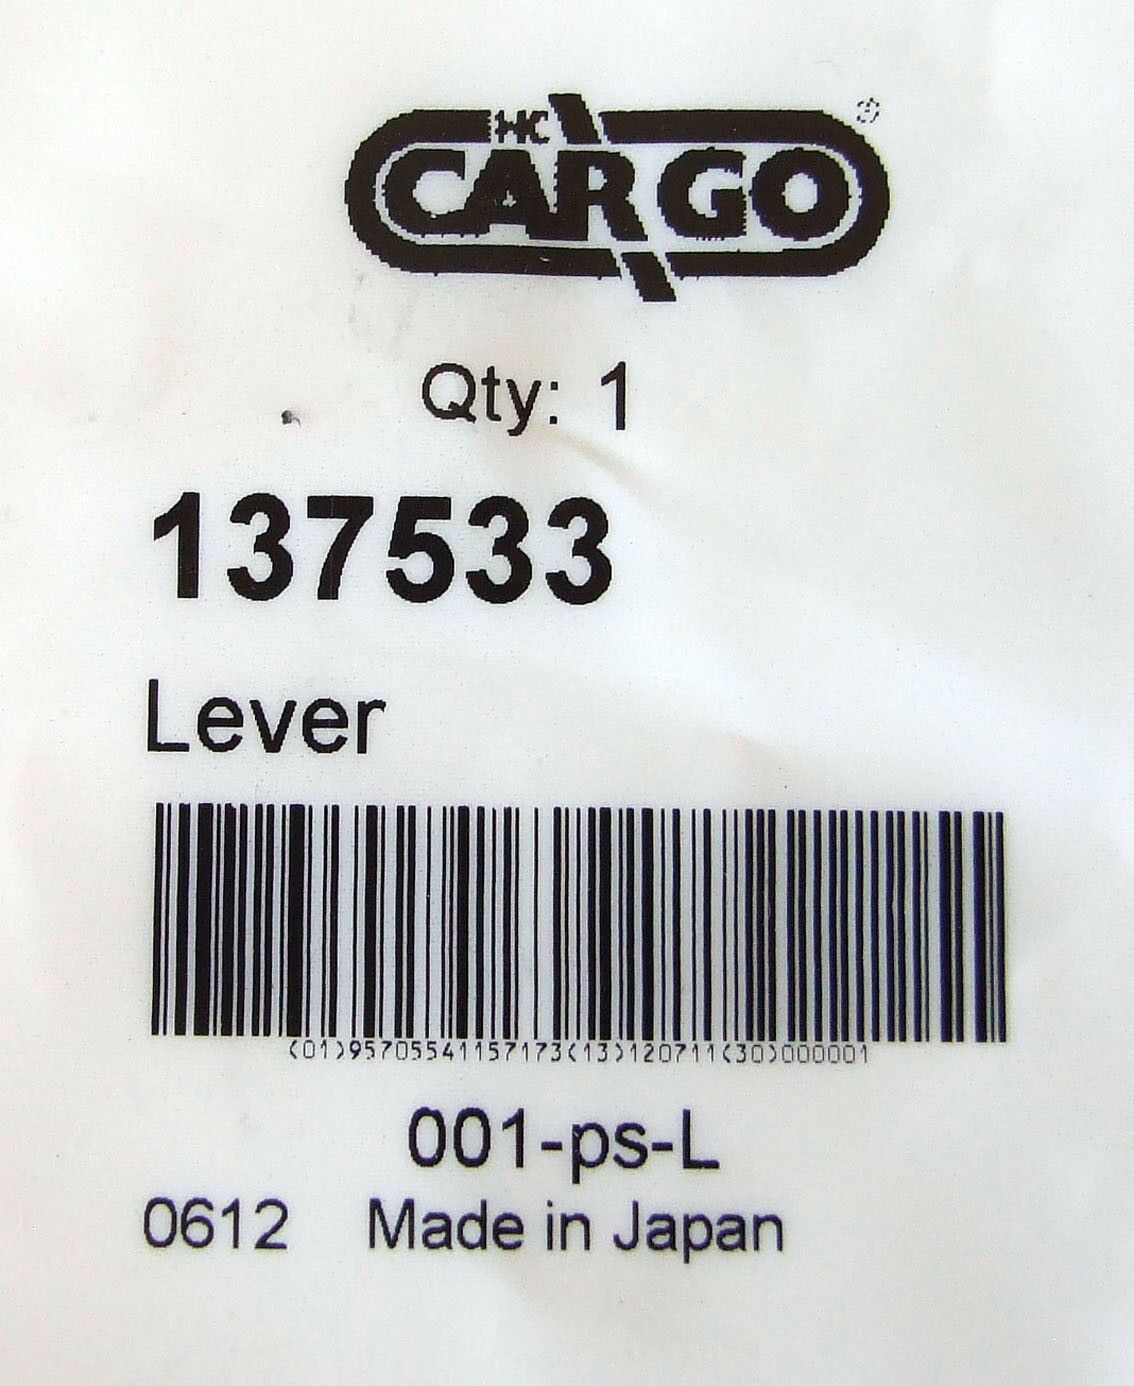 HC
CARGO®
Qty: 1
137533
Lever
(01)95705541157173(13)120711(30)000001
001-ps-L
0612 Made in Japan